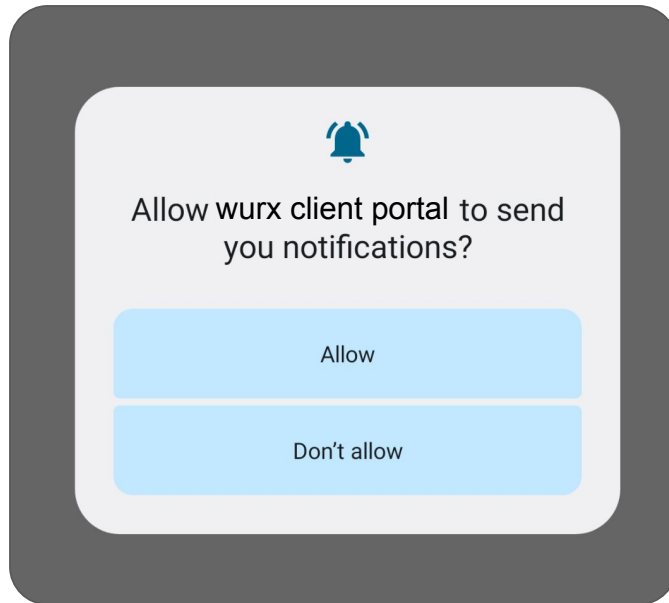 Allow wurx client portal to send
you notifications?
Allow
Don’t allow